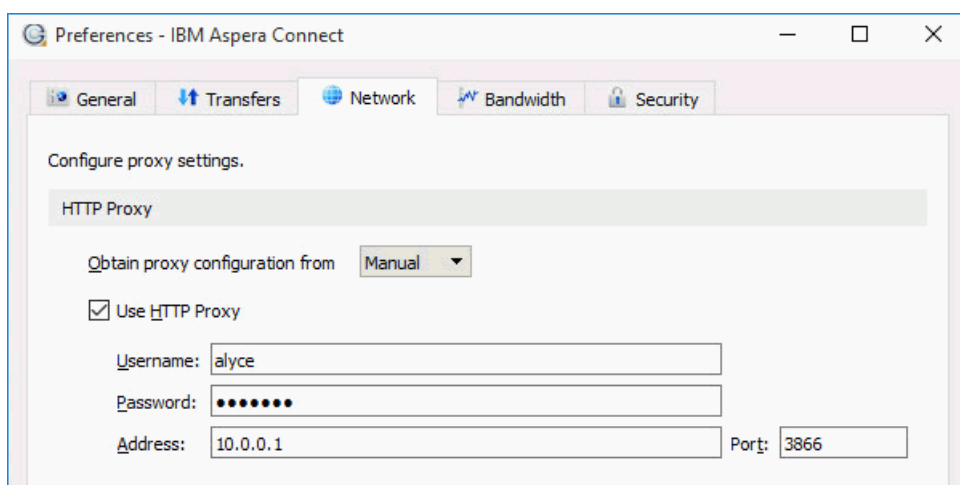 Preferences - IBM Aspera Connect
General Transfers Network Bandwidth Security
Configure proxy settings.
HTTP Proxy
Obtain proxy configuration from Manual
Use HTTP Proxy
Username: alyce
Password: •••••••
Address: 10.0.0.1 Port: 3866